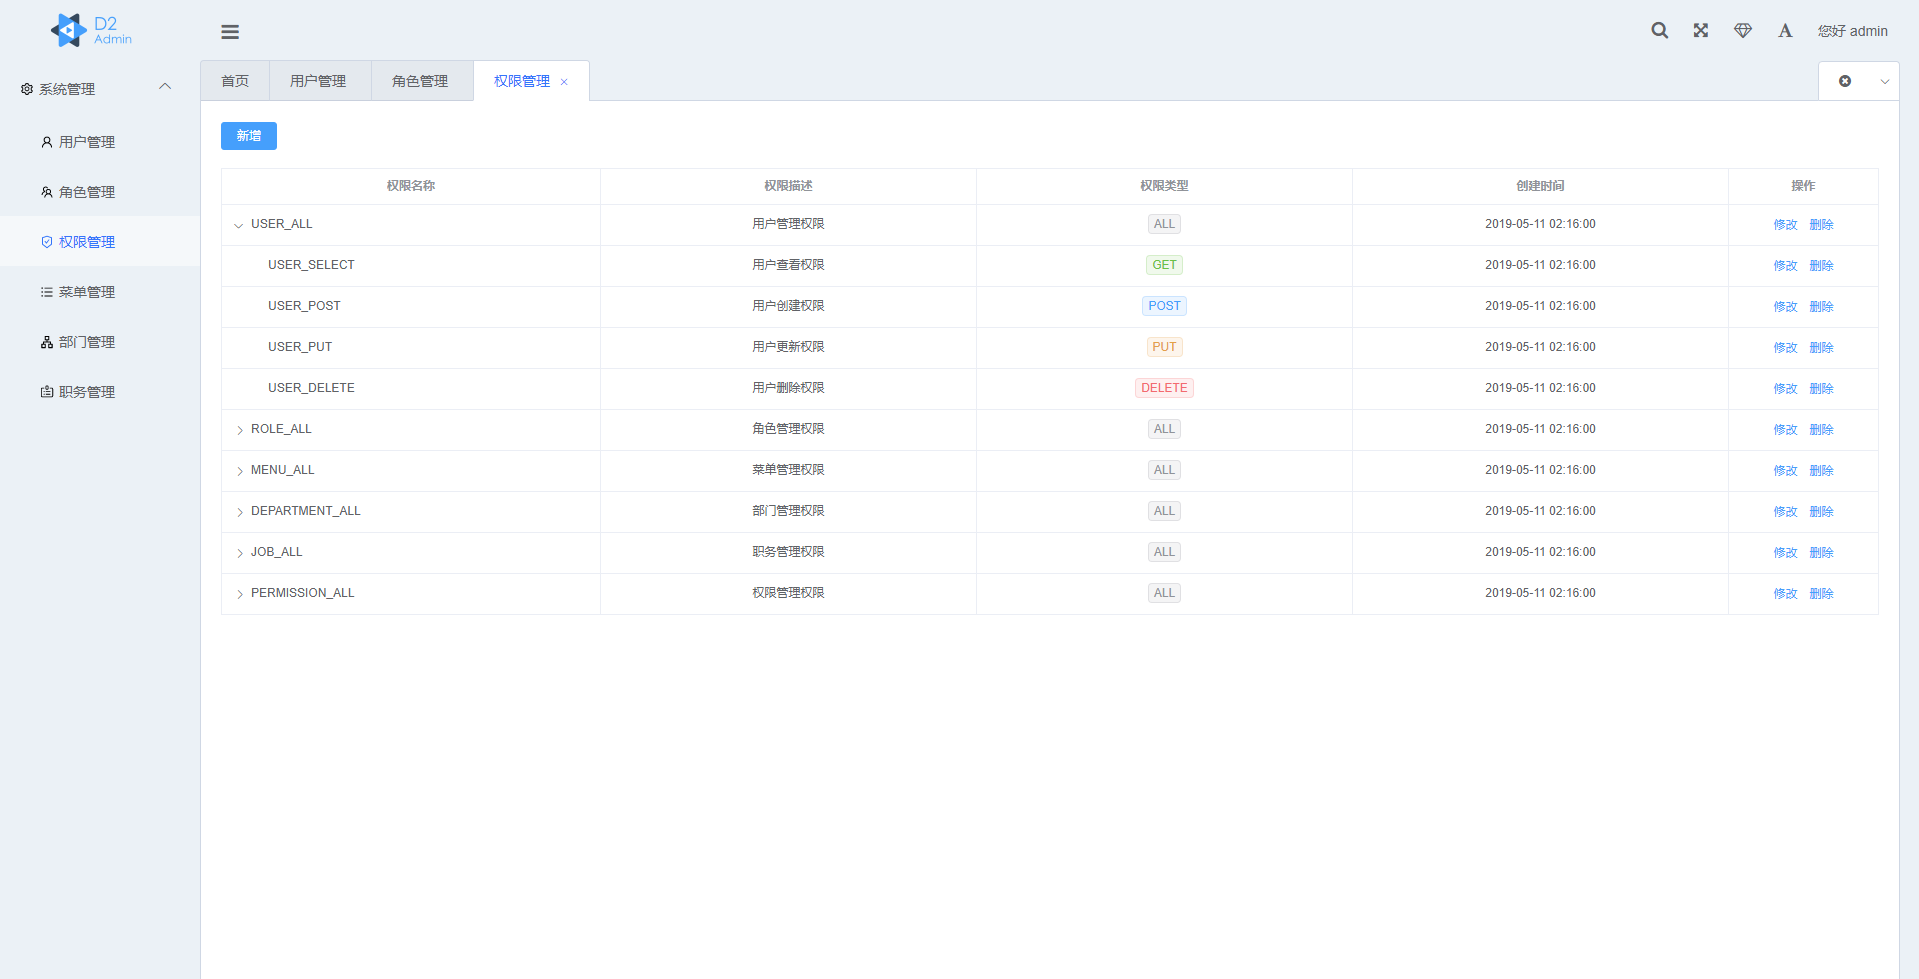 D2
Admin
您好 admin
系统管理
用户管理
角色管理
权限管理
菜单管理
部门管理
职务管理
首页 用户管理 角色管理 权限管理
新增
权限名称 权限描述 权限类型 创建时间 操作
USER_ALL 用户管理权限 ALL 2019-05-11 02:16:00 修改 删除
USER_SELECT 用户查看权限 GET 2019-05-11 02:16:00 修改 删除
USER_POST 用户创建权限 POST 2019-05-11 02:16:00 修改 删除
USER_PUT 用户更新权限 PUT 2019-05-11 02:16:00 修改 删除
USER_DELETE 用户删除权限 DELETE 2019-05-11 02:16:00 修改 删除
ROLE_ALL 角色管理权限 ALL 2019-05-11 02:16:00 修改 删除
MENU_ALL 菜单管理权限 ALL 2019-05-11 02:16:00 修改 删除
DEPARTMENT_ALL 部门管理权限 ALL 2019-05-11 02:16:00 修改 删除
JOB_ALL 职务管理权限 ALL 2019-05-11 02:16:00 修改 删除
PERMISSION_ALL 权限管理权限 ALL 2019-05-11 02:16:00 修改 删除